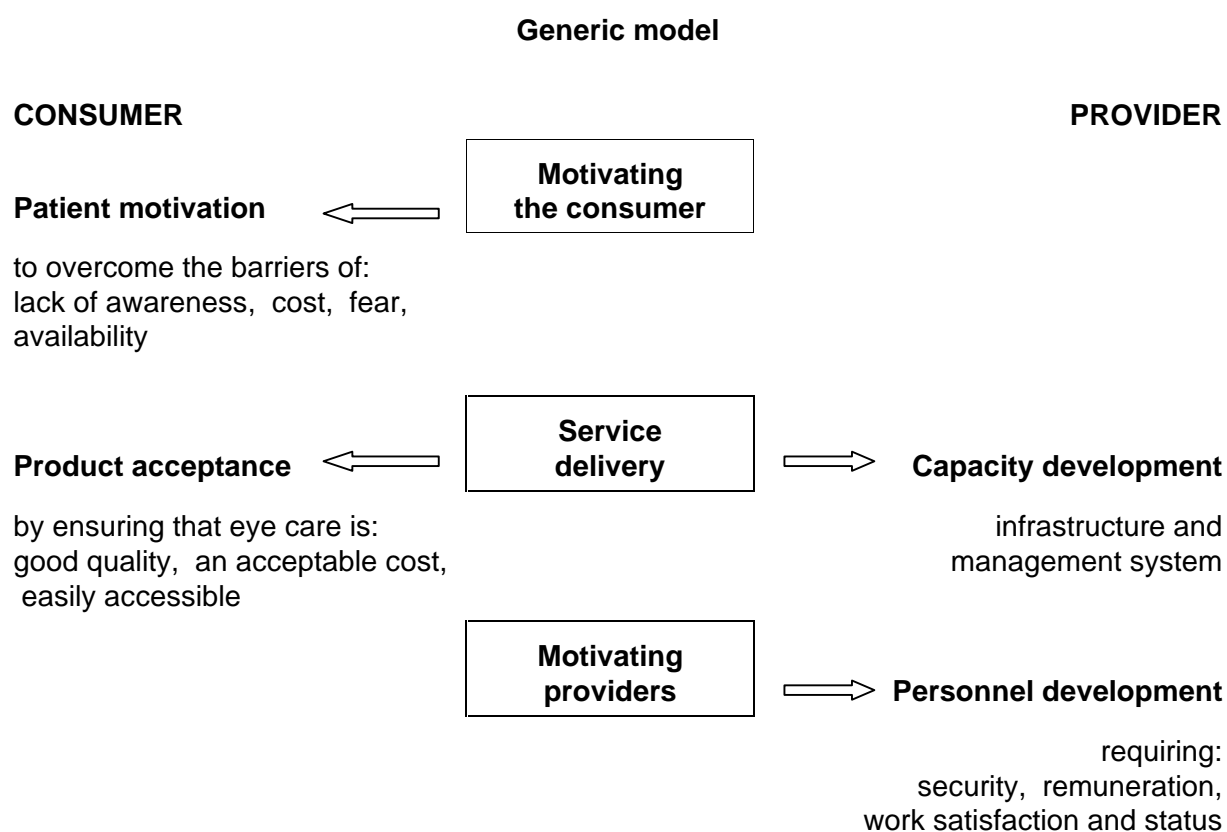 Generic model
CONSUMER
PROVIDER
Motivating
the consumer
Patient motivation
to overcome the barriers of:
lack of awareness, cost, fear,
availability
Service
delivery
Product acceptance
Capacity development
by ensuring that eye care is:
good quality, an acceptable cost,
easily accessible
infrastructure and
management system
Motivating
providers
Personnel development
requiring:
security, remuneration,
work satisfaction and status